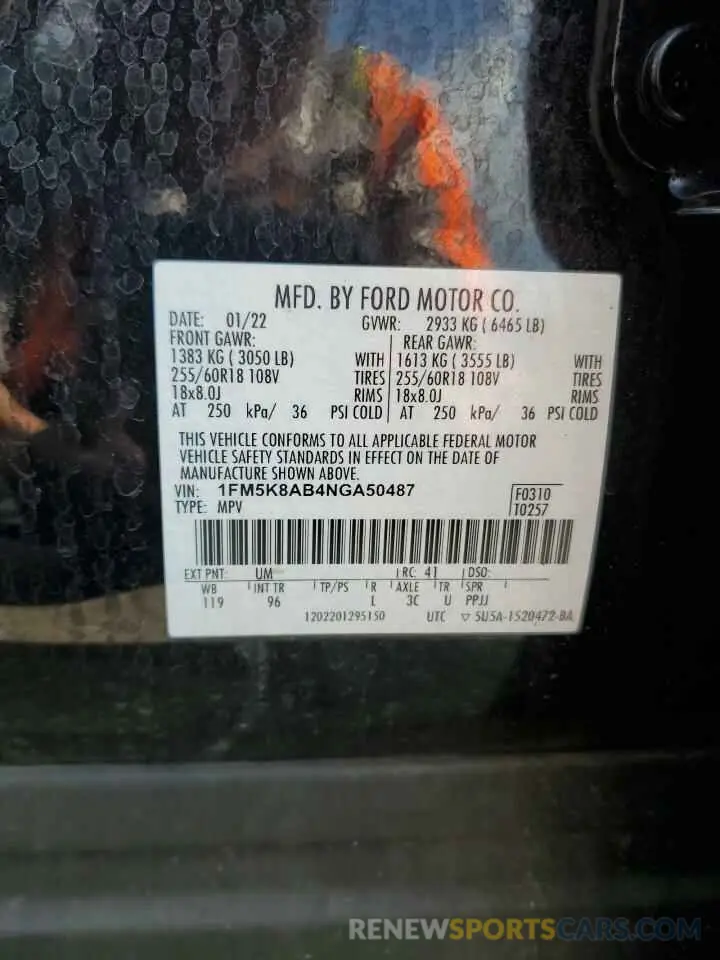 MFD. BY FORD MOTOR CO.
DATE: 01/22 GVWR: 2933 KG ( 6465 LB)
FRONT GAWR: REAR GAWR:
1383 KG ( 3050 LB) WITH 1613 KG ( 3555 LB) WITH
255/60R18 108V TIRES 255/60R18 108V TIRES
18x8.0J RIMS 18x8.0J RIMS
AT 250 kPa/ 36 PSI COLD AT 250 kPa/ 36 PSI COLD
THIS VEHICLE CONFORMS TO ALL APPLICABLE FEDERAL MOTOR
VEHICLE SAFETY STANDARDS IN EFFECT ON THE DATE OF
MANUFACTURE SHOWN ABOVE.
VIN: 1FM5K8AB4NGA50487 F0310
TYPE: MPV T0257
EXT PNT: UM RC: 41 DSO:
WB INT TR TP/PS R AXLE TR SPR
119 96 L 3C U PPJJ
1202201295150 UTC ▽ 5U5A-1520472-BA
RENEWSPORTSCARS.COM